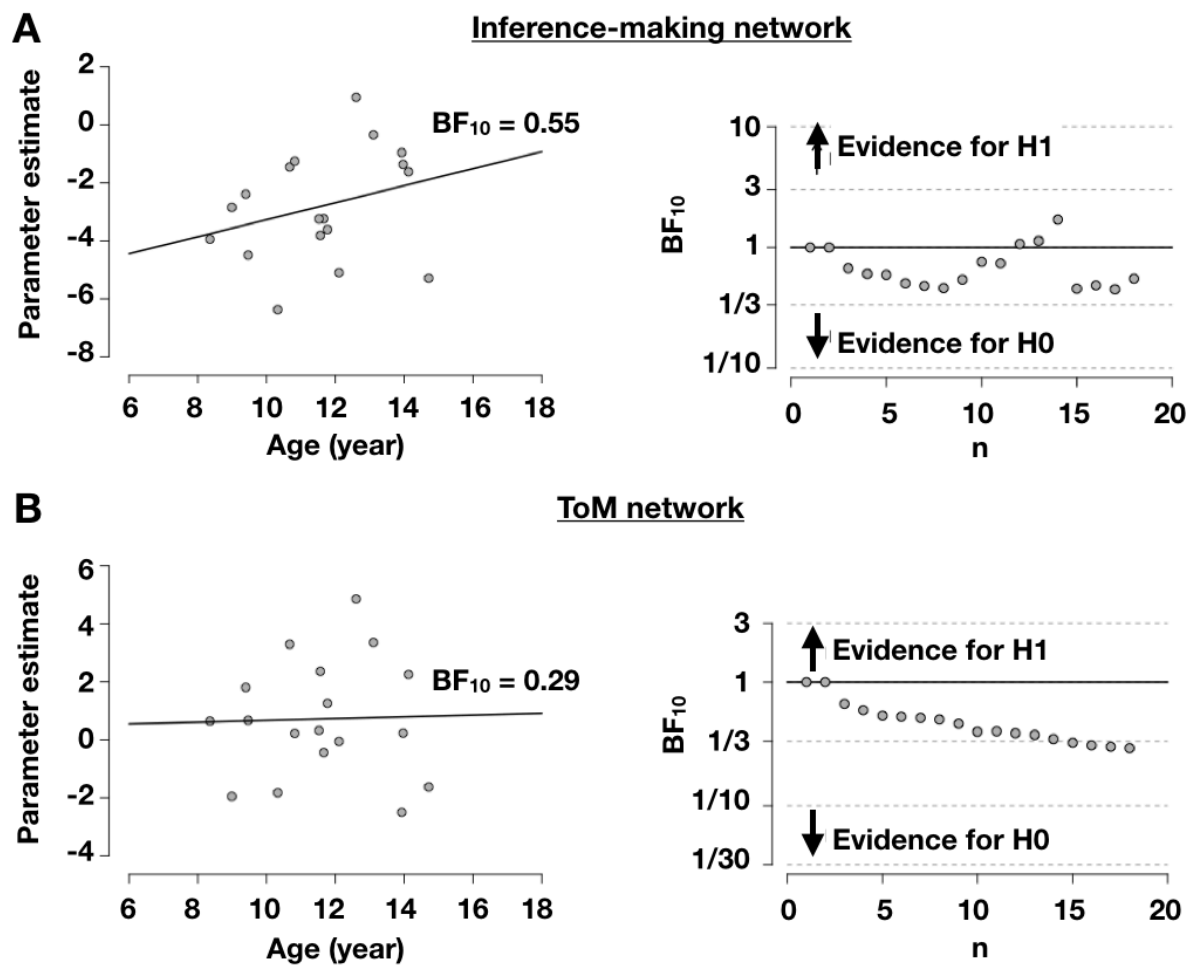 A
Inference-making network
Parameter estimate
2
0
-2
-4
-6
-8
BF₁₀ = 0.55
6 8 10 12 14 16 18
Age (year)
BF₁₀
10
3
1
1/3
1/10
Evidence for H1
Evidence for H0
0 5 10 15 20
n
B
ToM network
Parameter estimate
6
4
2
0
-2
-4
BF₁₀ = 0.29
6 8 10 12 14 16 18
Age (year)
BF₁₀
3
1
1/3
1/10
1/30
Evidence for H1
Evidence for H0
0 5 10 15 20
n